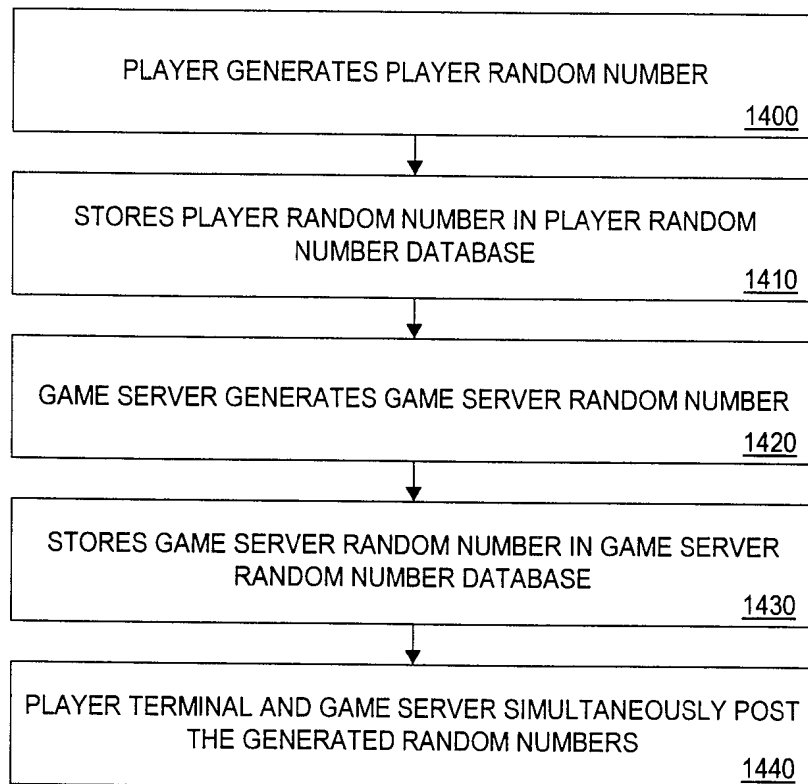 PLAYER GENERATES PLAYER RANDOM NUMBER
1400
STORES PLAYER RANDOM NUMBER IN PLAYER RANDOM
NUMBER DATABASE
1410
GAME SERVER GENERATES GAME SERVER RANDOM NUMBER
1420
STORES GAME SERVER RANDOM NUMBER IN GAME SERVER
RANDOM NUMBER DATABASE
1430
PLAYER TERMINAL AND GAME SERVER SIMULTANEOUSLY POST
THE GENERATED RANDOM NUMBERS
1440